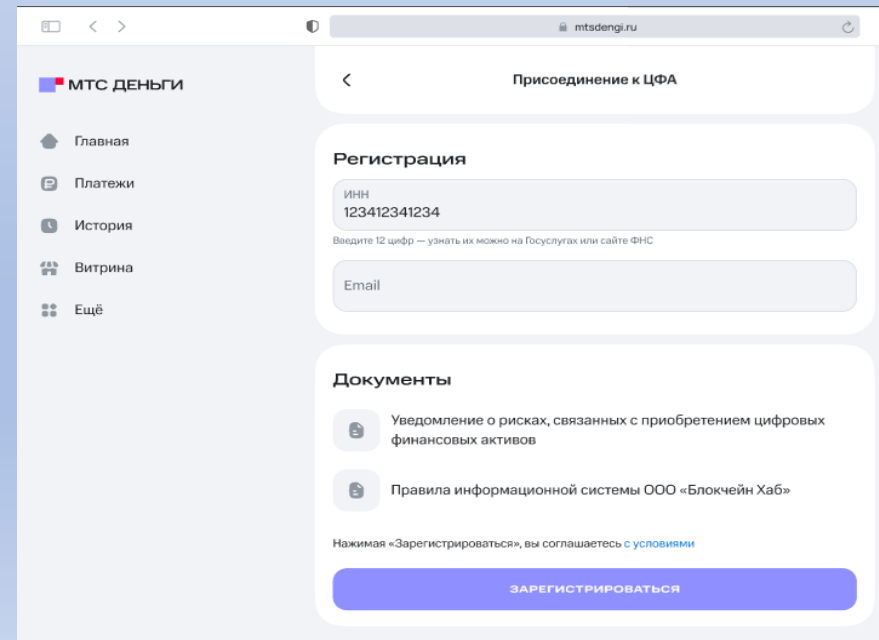 mtsdengi.ru
МТС ДЕНЬГИ
Главная
Платежи
История
Витрина
Ещё
Присоединение к ЦФА
Регистрация
ИНН
123412341234
Введите 12 цифр — узнать их можно на Госуслугах или сайте ФНС
Email
Документы
Уведомление о рисках, связанных с приобретением цифровых
финансовых активов
Правила информационной системы ООО «Блокчейн Хаб»
Нажимая «Зарегистрироваться», вы соглашаетесь с условиями
ЗАРЕГИСТРИРОВАТЬСЯ